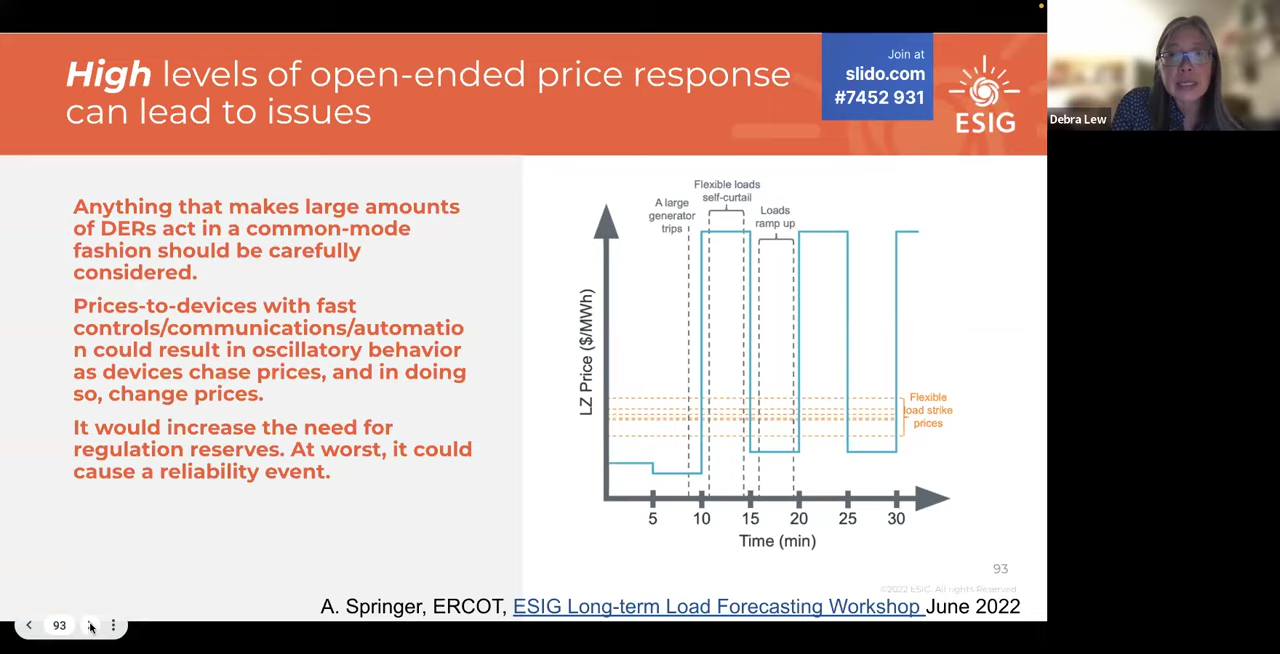 High levels of open-ended price response
can lead to issues
Join at
slido.com
#7452 931
ESIG
Debra Lew
Anything that makes large amounts
of DERs act in a common-mode
fashion should be carefully
considered.
Prices-to-devices with fast
controls/communications/automatio
n could result in oscillatory behavior
as devices chase prices, and in doing
so, change prices.
It would increase the need for
regulation reserves. At worst, it could
cause a reliability event.
A large
generator
trips
Flexible loads
self-curtail
Loads
ramp up
LZ Price ($/MWh)
Flexible
load strike
prices
5 10 15 20 25 30
Time (min)
93
©2022 ESIG. All rights Reserved
A. Springer, ERCOT, ESIG Long-term Load Forecasting Workshop June 2022
93